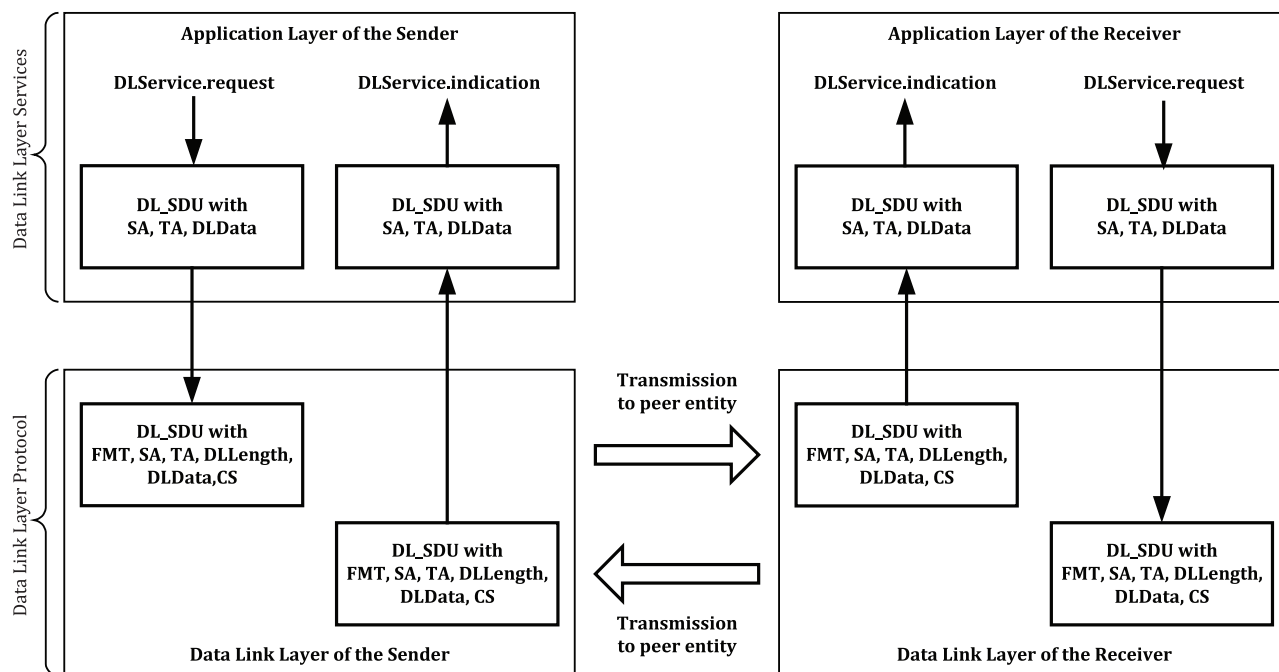 Data Link Layer Services
Application Layer of the Sender
DLService.request
DLService.indication
DL_SDU with
SA, TA, DLData
DL_SDU with
SA, TA, DLData
Application Layer of the Receiver
DLService.indication
DLService.request
DL_SDU with
SA, TA, DLData
DL_SDU with
SA, TA, DLData
Data Link Layer Protocol
DL_SDU with
FMT, SA, TA, DLLength,
DLData,CS
DL_SDU with
FMT, SA, TA, DLLength,
DLData, CS
Data Link Layer of the Sender
Transmission
to peer entity
Transmission
to peer entity
DL_SDU with
FMT, SA, TA, DLLength,
DLData, CS
DL_SDU with
FMT, SA, TA, DLLength,
DLData, CS
Data Link Layer of the Receiver